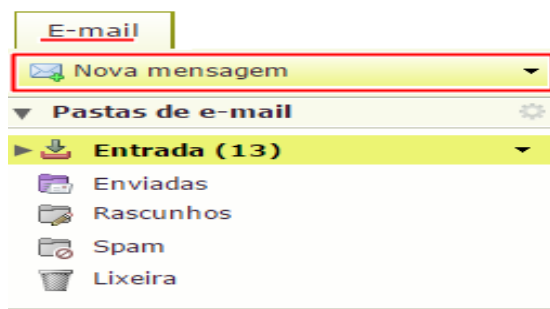 E-mail
Nova mensagem
Pastas de e-mail
Entrada (13)
Enviadas
Rascunhos
Spam
Lixeira